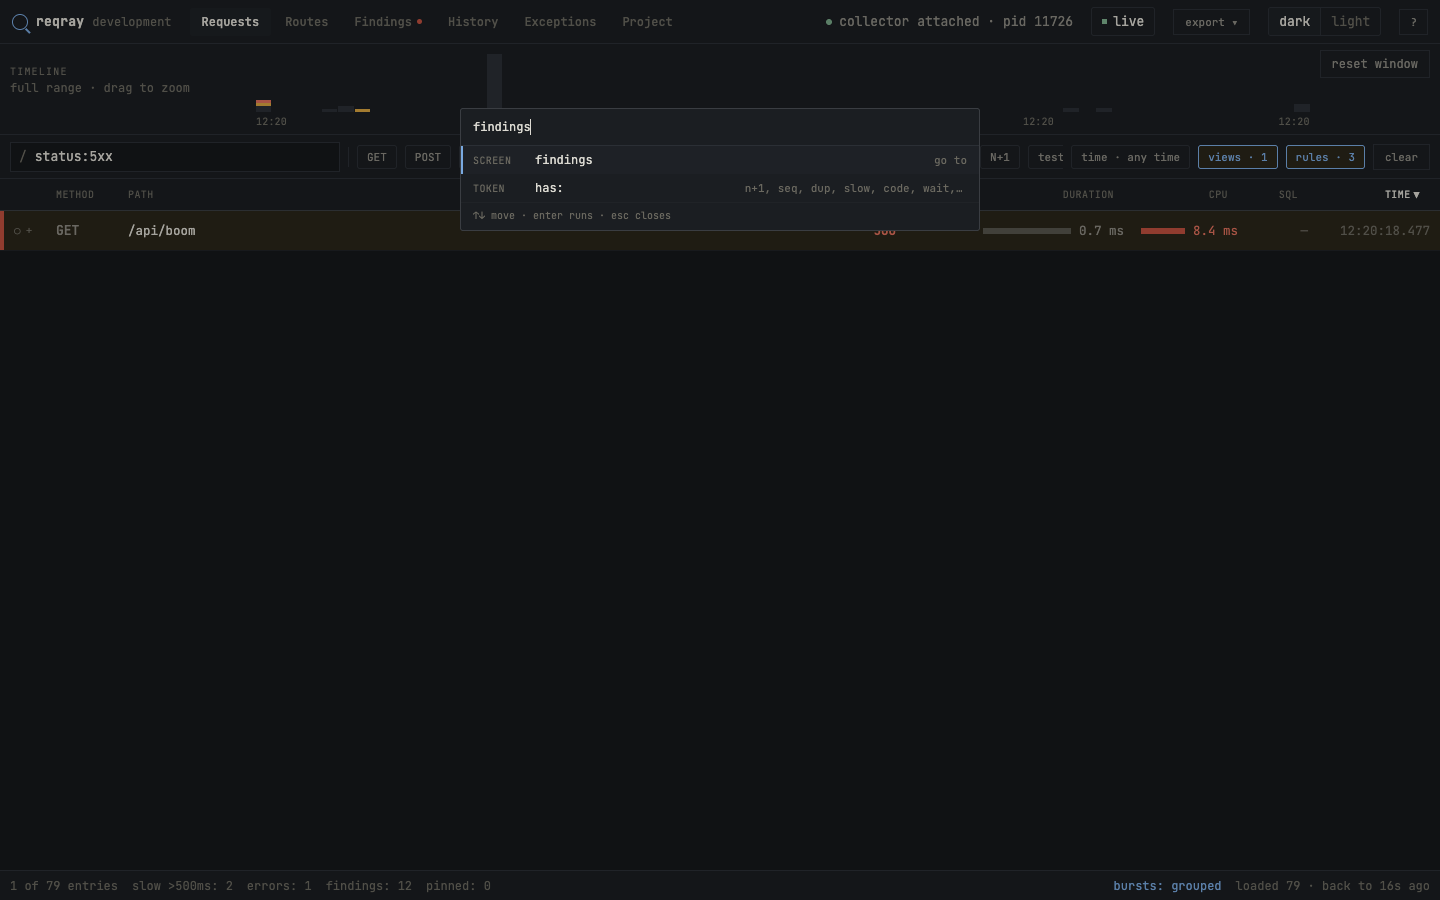 reqray development Requests Routes Findings History Exceptions Project collector attached · pid 11726 live export ▾ dark light ?
TIMELINE
full range · drag to zoom
reset window
12:20 12:20 12:20
findings
/ status:5xx GET POST N+1 test time · any time views · 1 rules · 3 clear
SCREEN findings go to
TOKEN has: n+1, seq, dup, slow, code, wait,…
↑↓ move · enter runs · esc closes
METHOD PATH DURATION CPU SQL TIME ▼
+ GET /api/boom 0.7 ms 8.4 ms — 12:20:18.477
1 of 79 entries slow >500ms: 2 errors: 1 findings: 12 pinned: 0 bursts: grouped loaded 79 · back to 16s ago